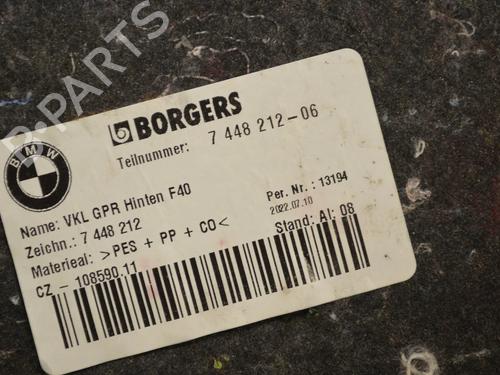 B-PARTS
BMW
BORGERS
Teilnummer: 7 448 212-06
Name: VKL GPR Hinten F40
Zeichn.: 7 448 212
Materieal: >PES + PP + CO<
Per. Nr.: 13194
2022.07.10
Stand: AI: 08
CZ - 108590.11